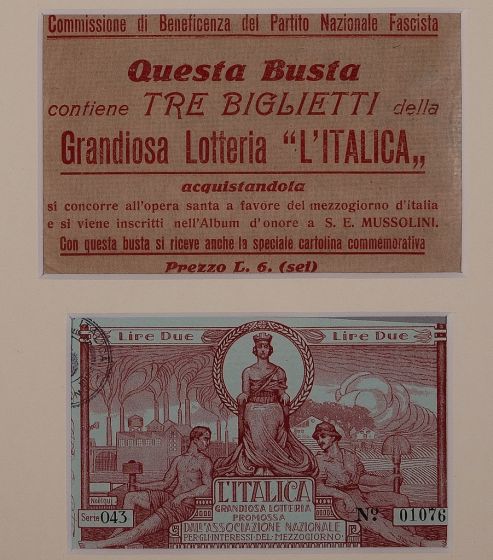 Commissione di Beneficenza del Partito Nazionale Fascista
Questa Busta
contiene TRE BIGLIETTI della
Grandiosa Lotteria “L'ITALICA„
acquistandola
si concorre all'opera santa a favore del mezzogiorno d'italia
e si viene inscritti nell'Album d'onore a S. E. MUSSOLINI.
Con questa busta si riceve anche la speciale cartolina commemorativa
Prezzo L. 6. (sei)
Lire Due Lire Due
L'ITALICA
GRANDIOSA LOTTERIA
PROMOSSA
DALL'ASSOCIAZIONE NAZIONALE
PER GLI INTERESSI DEL MEZZOGIORNO
Serie 043
No. 01076